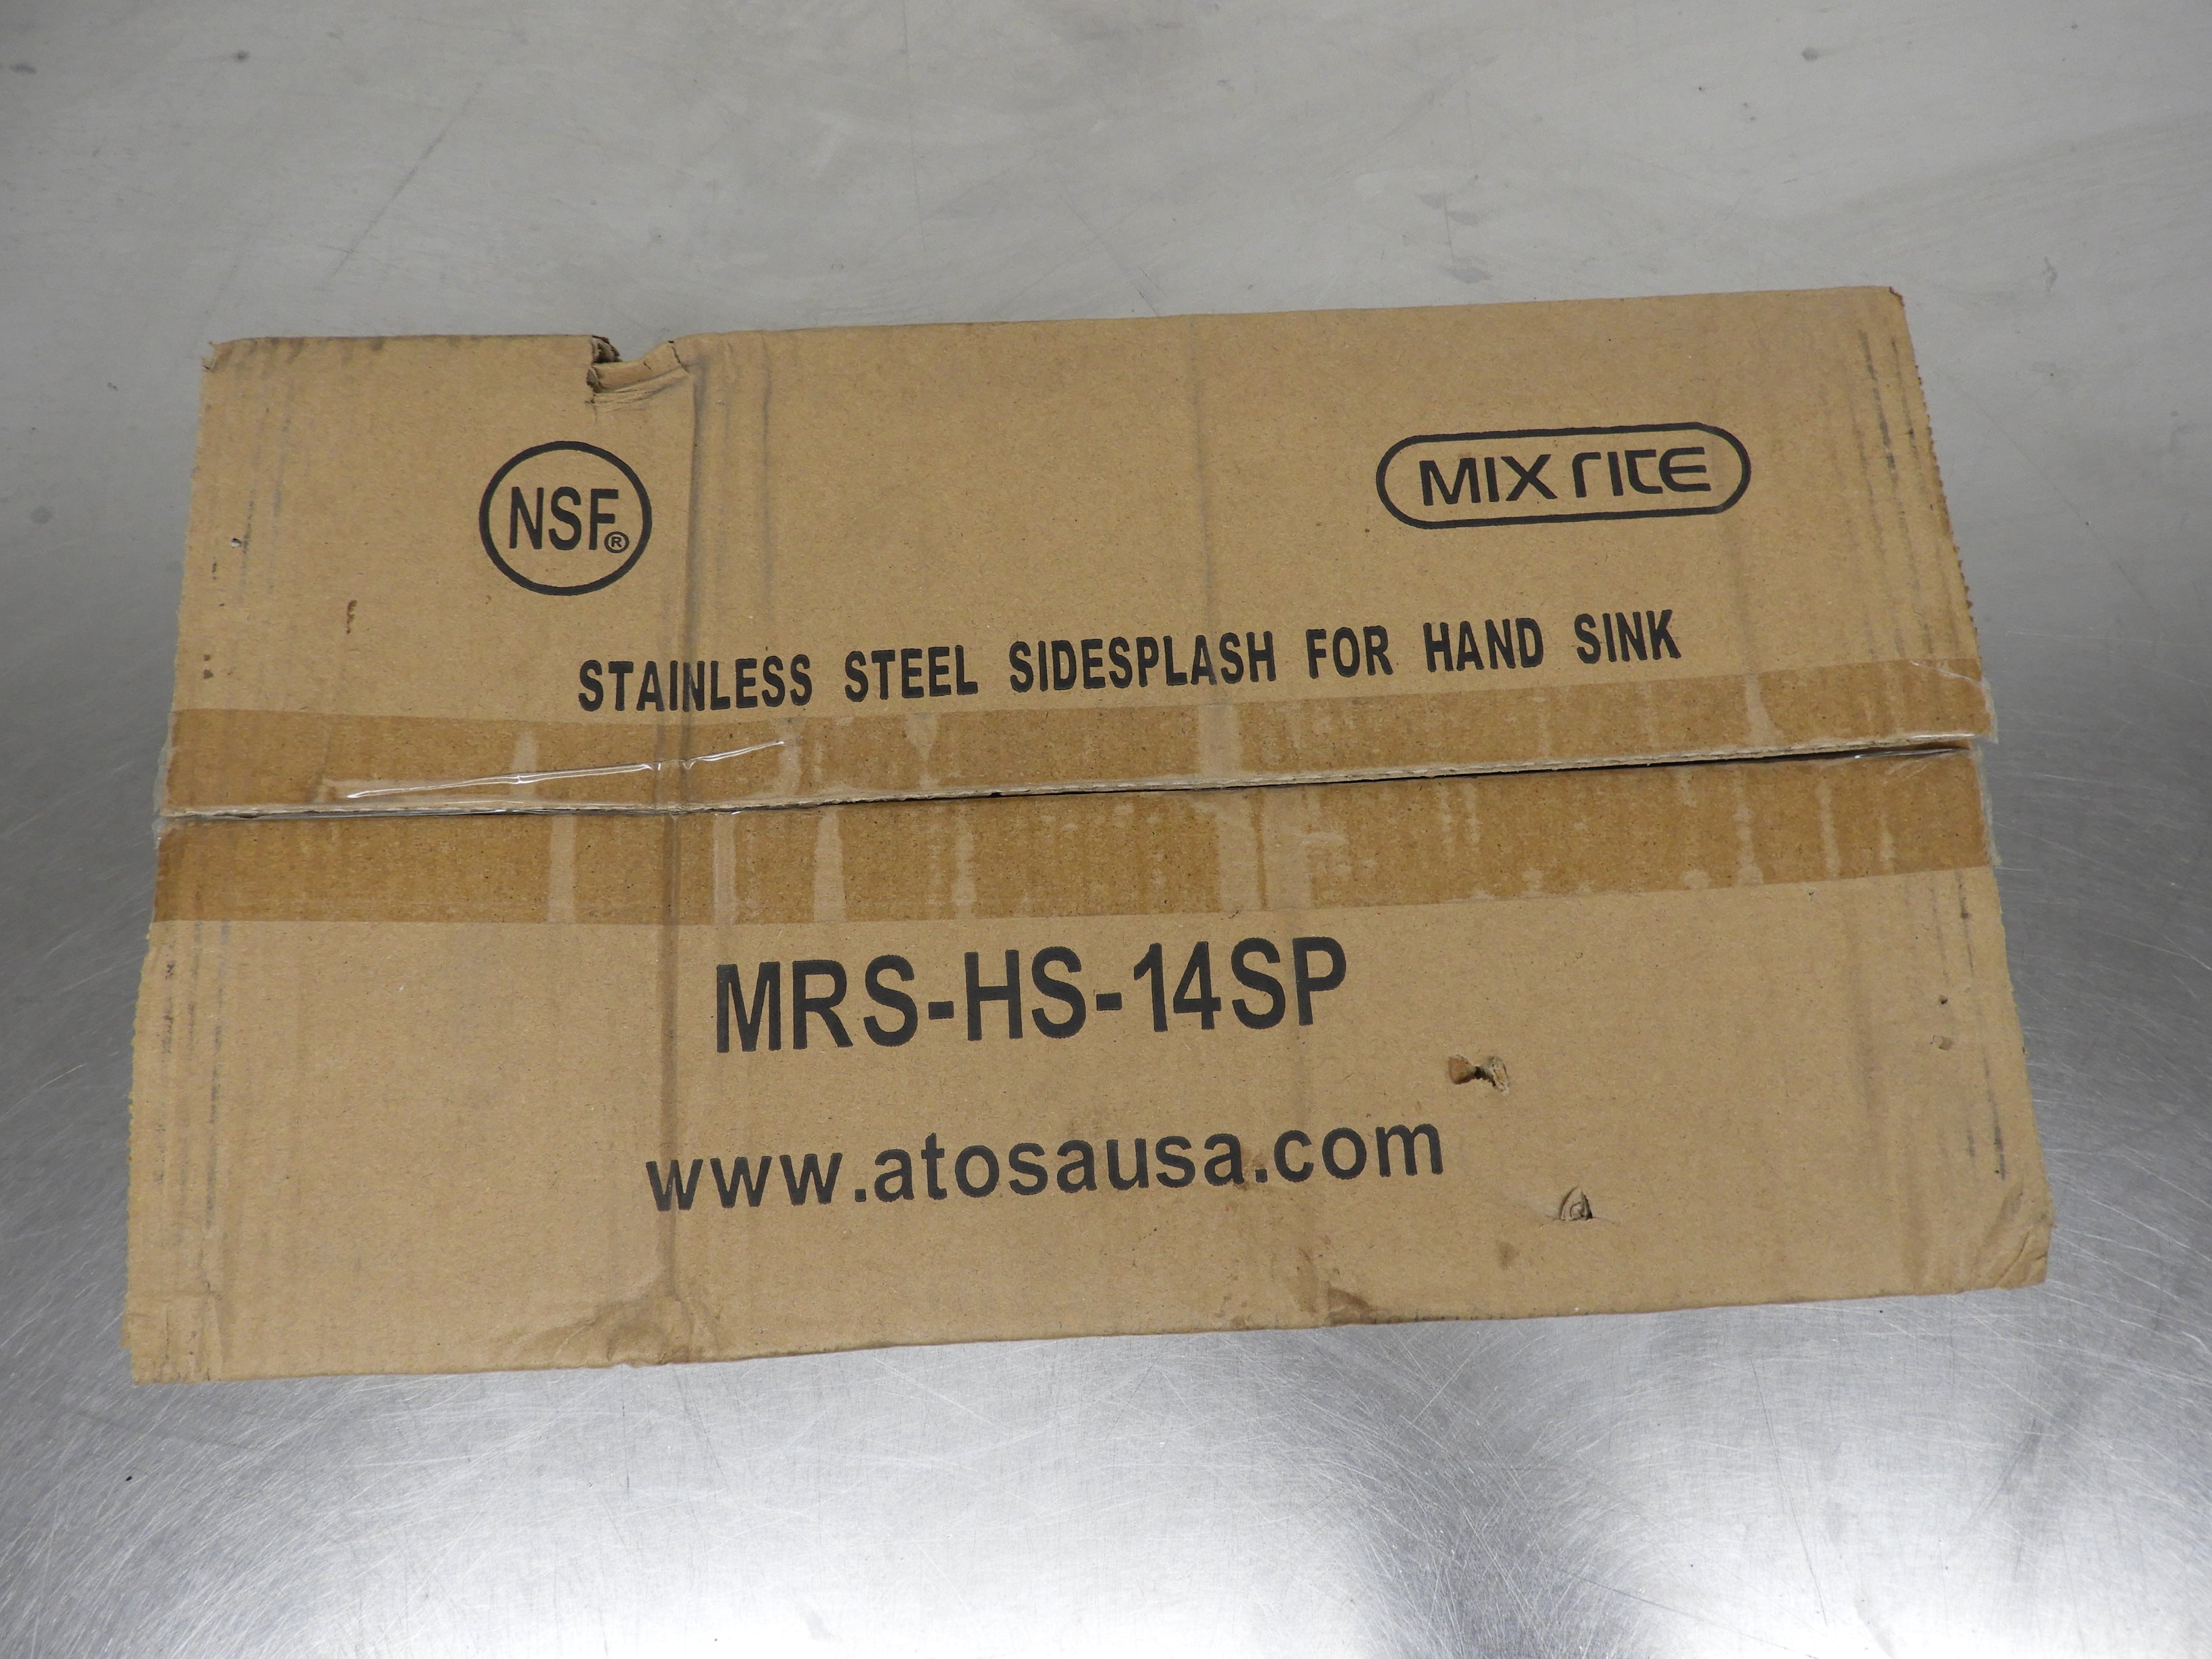 NSF®
MIX rite
STAINLESS STEEL SIDESPLASH FOR HAND SINK
MRS-HS-14SP
www.atosausa.com